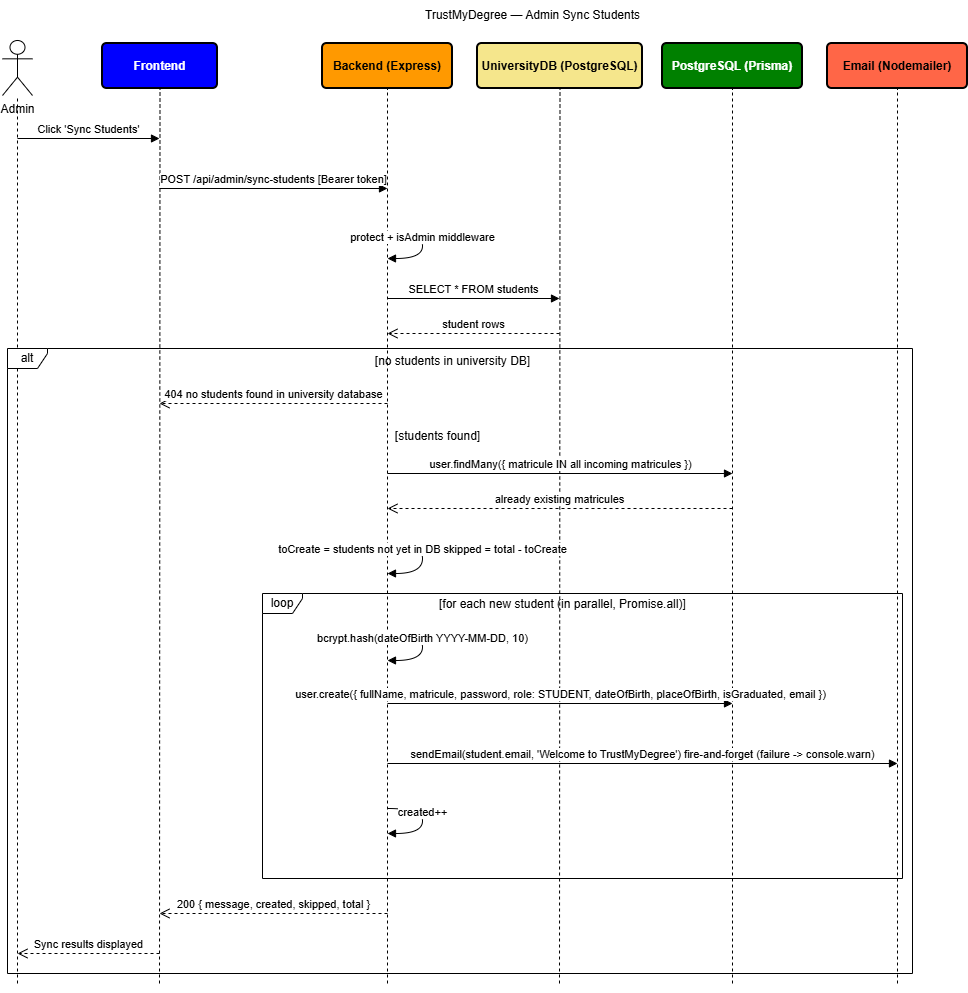 TrustMyDegree — Admin Sync Students
Frontend
Backend (Express)
UniversityDB (PostgreSQL)
PostgreSQL (Prisma)
Email (Nodemailer)
Admin
Click 'Sync Students'
POST /api/admin/sync-students [Bearer token]
protect + isAdmin middleware
SELECT * FROM students
student rows
alt
[no students in university DB]
404 no students found in university database
[students found]
user.findMany({ matricule IN all incoming matricules })
already existing matricules
toCreate = students not yet in DB skipped = total - toCreate
loop
[for each new student (in parallel, Promise.all)]
bcrypt.hash(dateOfBirth YYYY-MM-DD, 10)
user.create({ fullName, matricule, password, role: STUDENT, dateOfBirth, placeOfBirth, isGraduated, email })
sendEmail(student.email, 'Welcome to TrustMyDegree') fire-and-forget (failure -> console.warn)
created++
200 { message, created, skipped, total }
Sync results displayed